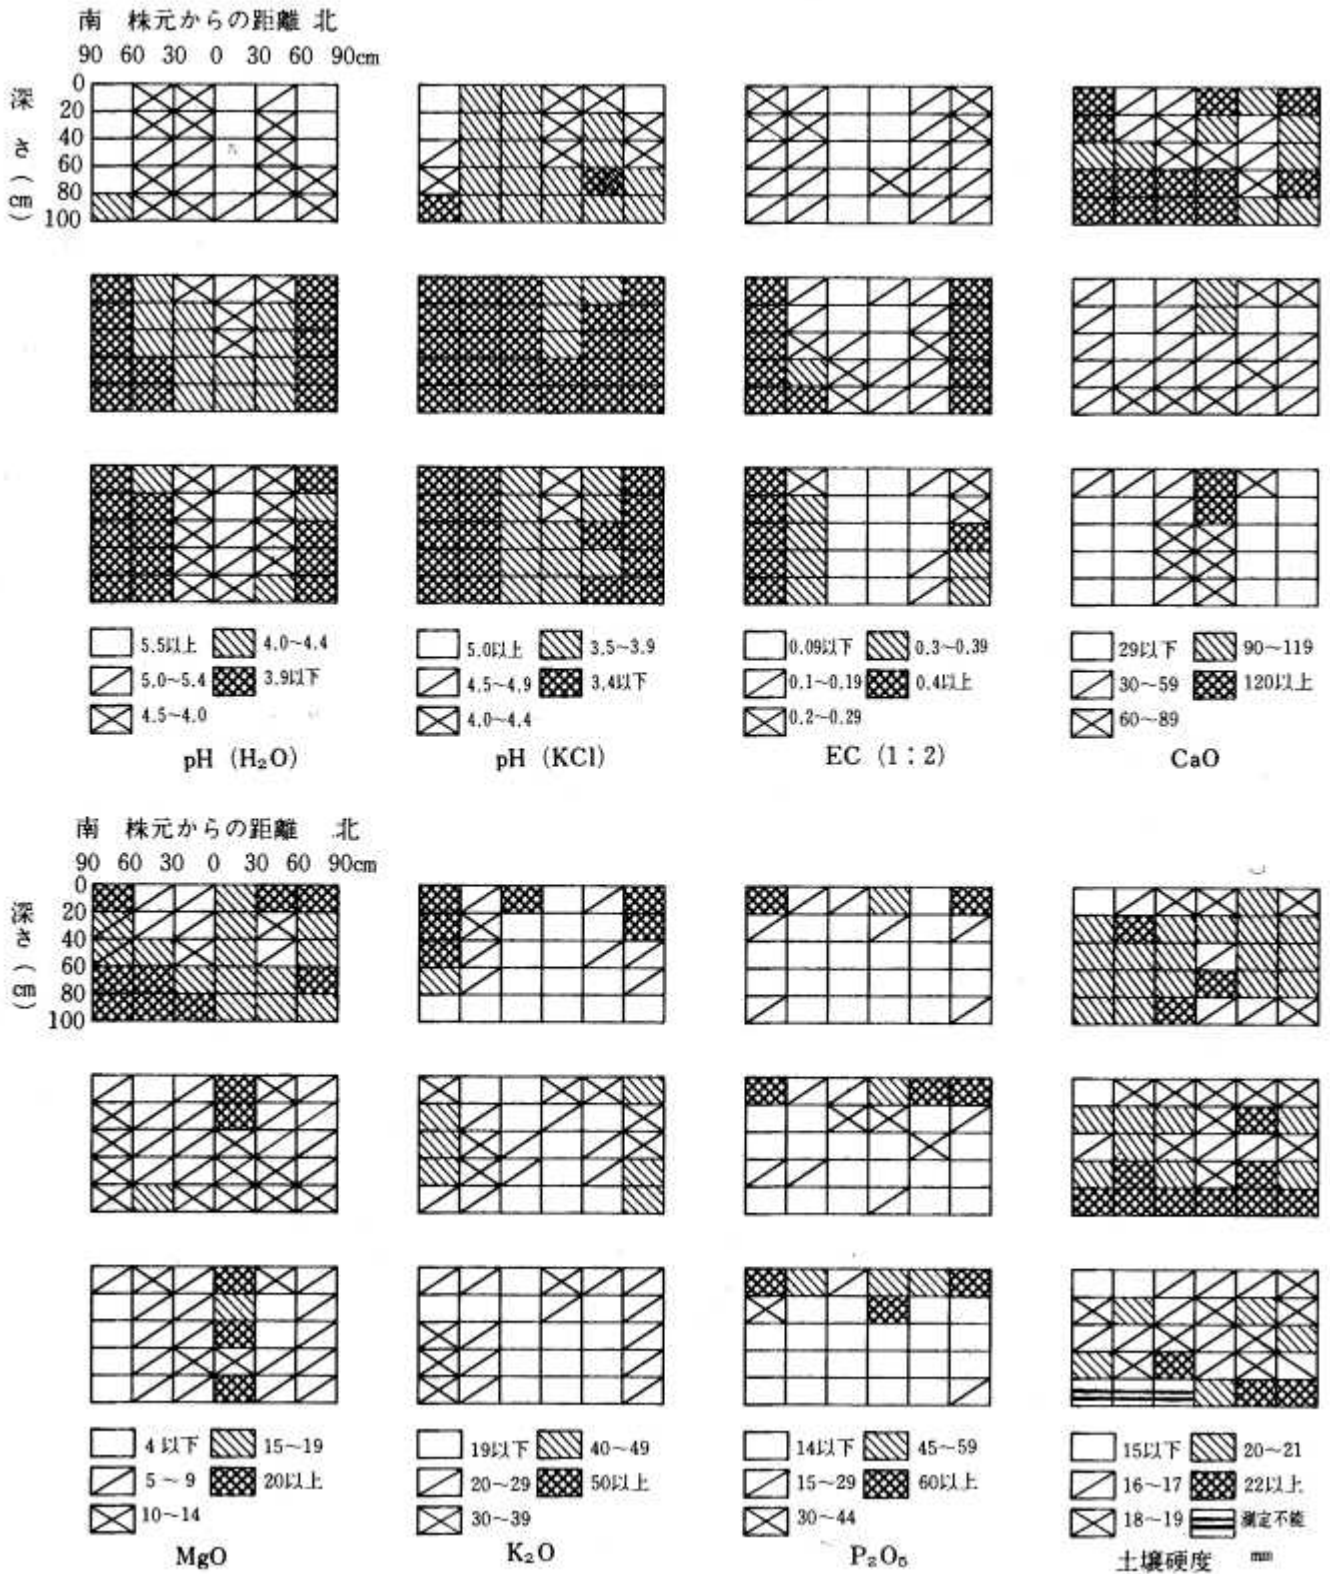 南 株元からの距離 北
90 60 30 0 30 60 90cm
深さ(cm)
0
20
40
60
80
100
5.5以上 4.0~4.4
5.0~5.4 3.9以下
4.5~4.0
pH (H₂O)
5.0以上 3.5~3.9
4.5~4.9 3.4以下
4.0~4.4
pH (KCl)
0.09以下 0.3~0.39
0.1~0.19 0.4以上
0.2~0.29
EC (1:2)
29以下 90~119
30~59 120以上
60~89
CaO
南 株元からの距離 北
90 60 30 0 30 60 90cm
深さ(cm)
0
20
40
60
80
100
4以下 15~19
5~9 20以上
10~14
MgO
19以下 40~49
20~29 50以上
30~39
K₂O
14以下 45~59
15~29 60以上
30~44
P₂O₅
15以下 20~21
16~17 22以上
18~19 測定不能
土壌硬度 mm